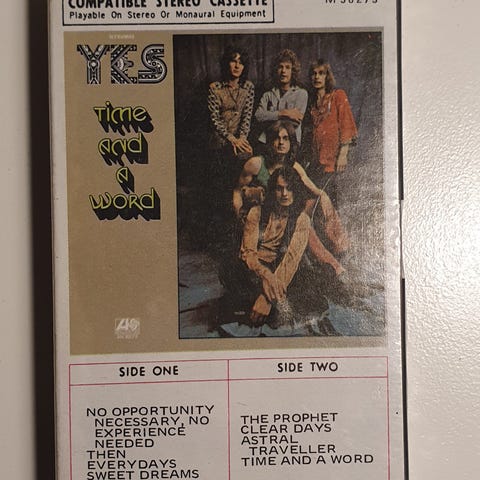 COMPATIBLE STEREO CASSETTE
Playable On Stereo Or Monaural Equipment
YES
Time
AND
A
WORD
SIDE ONE
SIDE TWO
NO OPPORTUNITY
NECESSARY, NO
EXPERIENCE
NEEDED
THEN
EVERYDAYS
SWEET DREAMS
THE PROPHET
CLEAR DAYS
ASTRAL
TRAVELLER
TIME AND A WORD